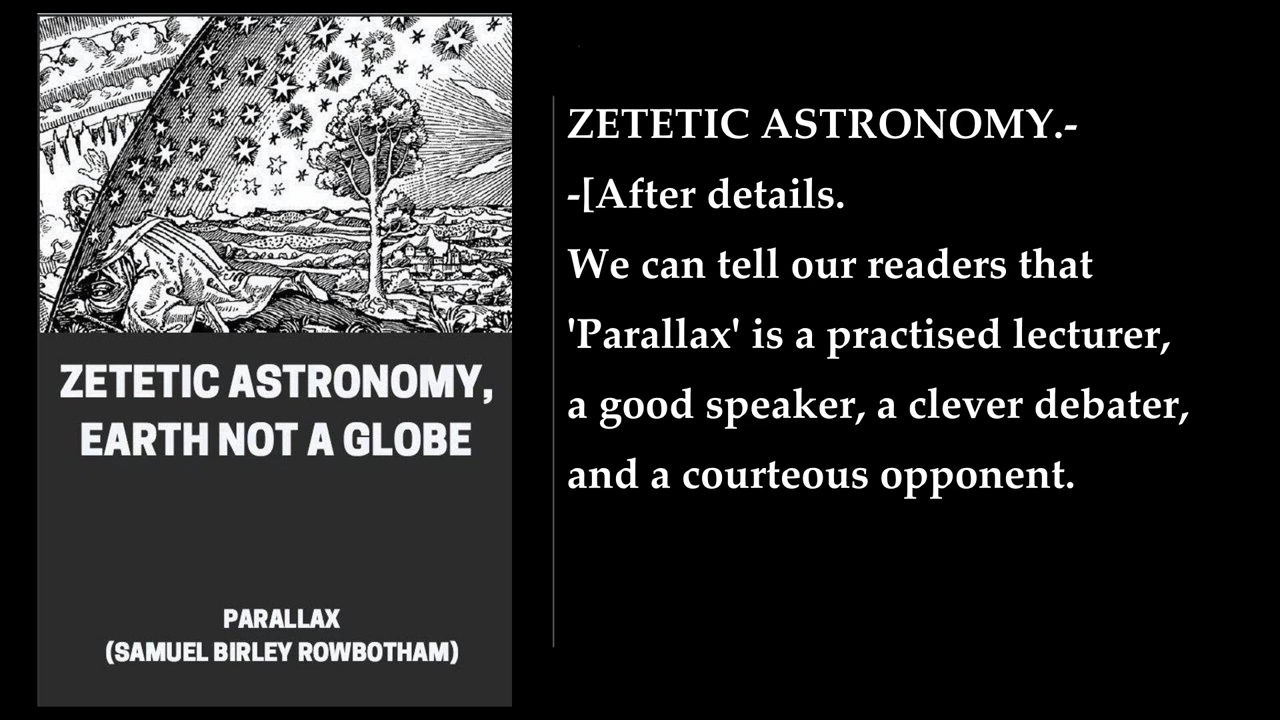 ZETETIC ASTRONOMY,
EARTH NOT A GLOBE
PARALLAX
(SAMUEL BIRLEY ROWBOTHAM)
ZETETIC ASTRONOMY.-
-[After details.
We can tell our readers that
'Parallax' is a practised lecturer,
a good speaker, a clever debater,
and a courteous opponent.